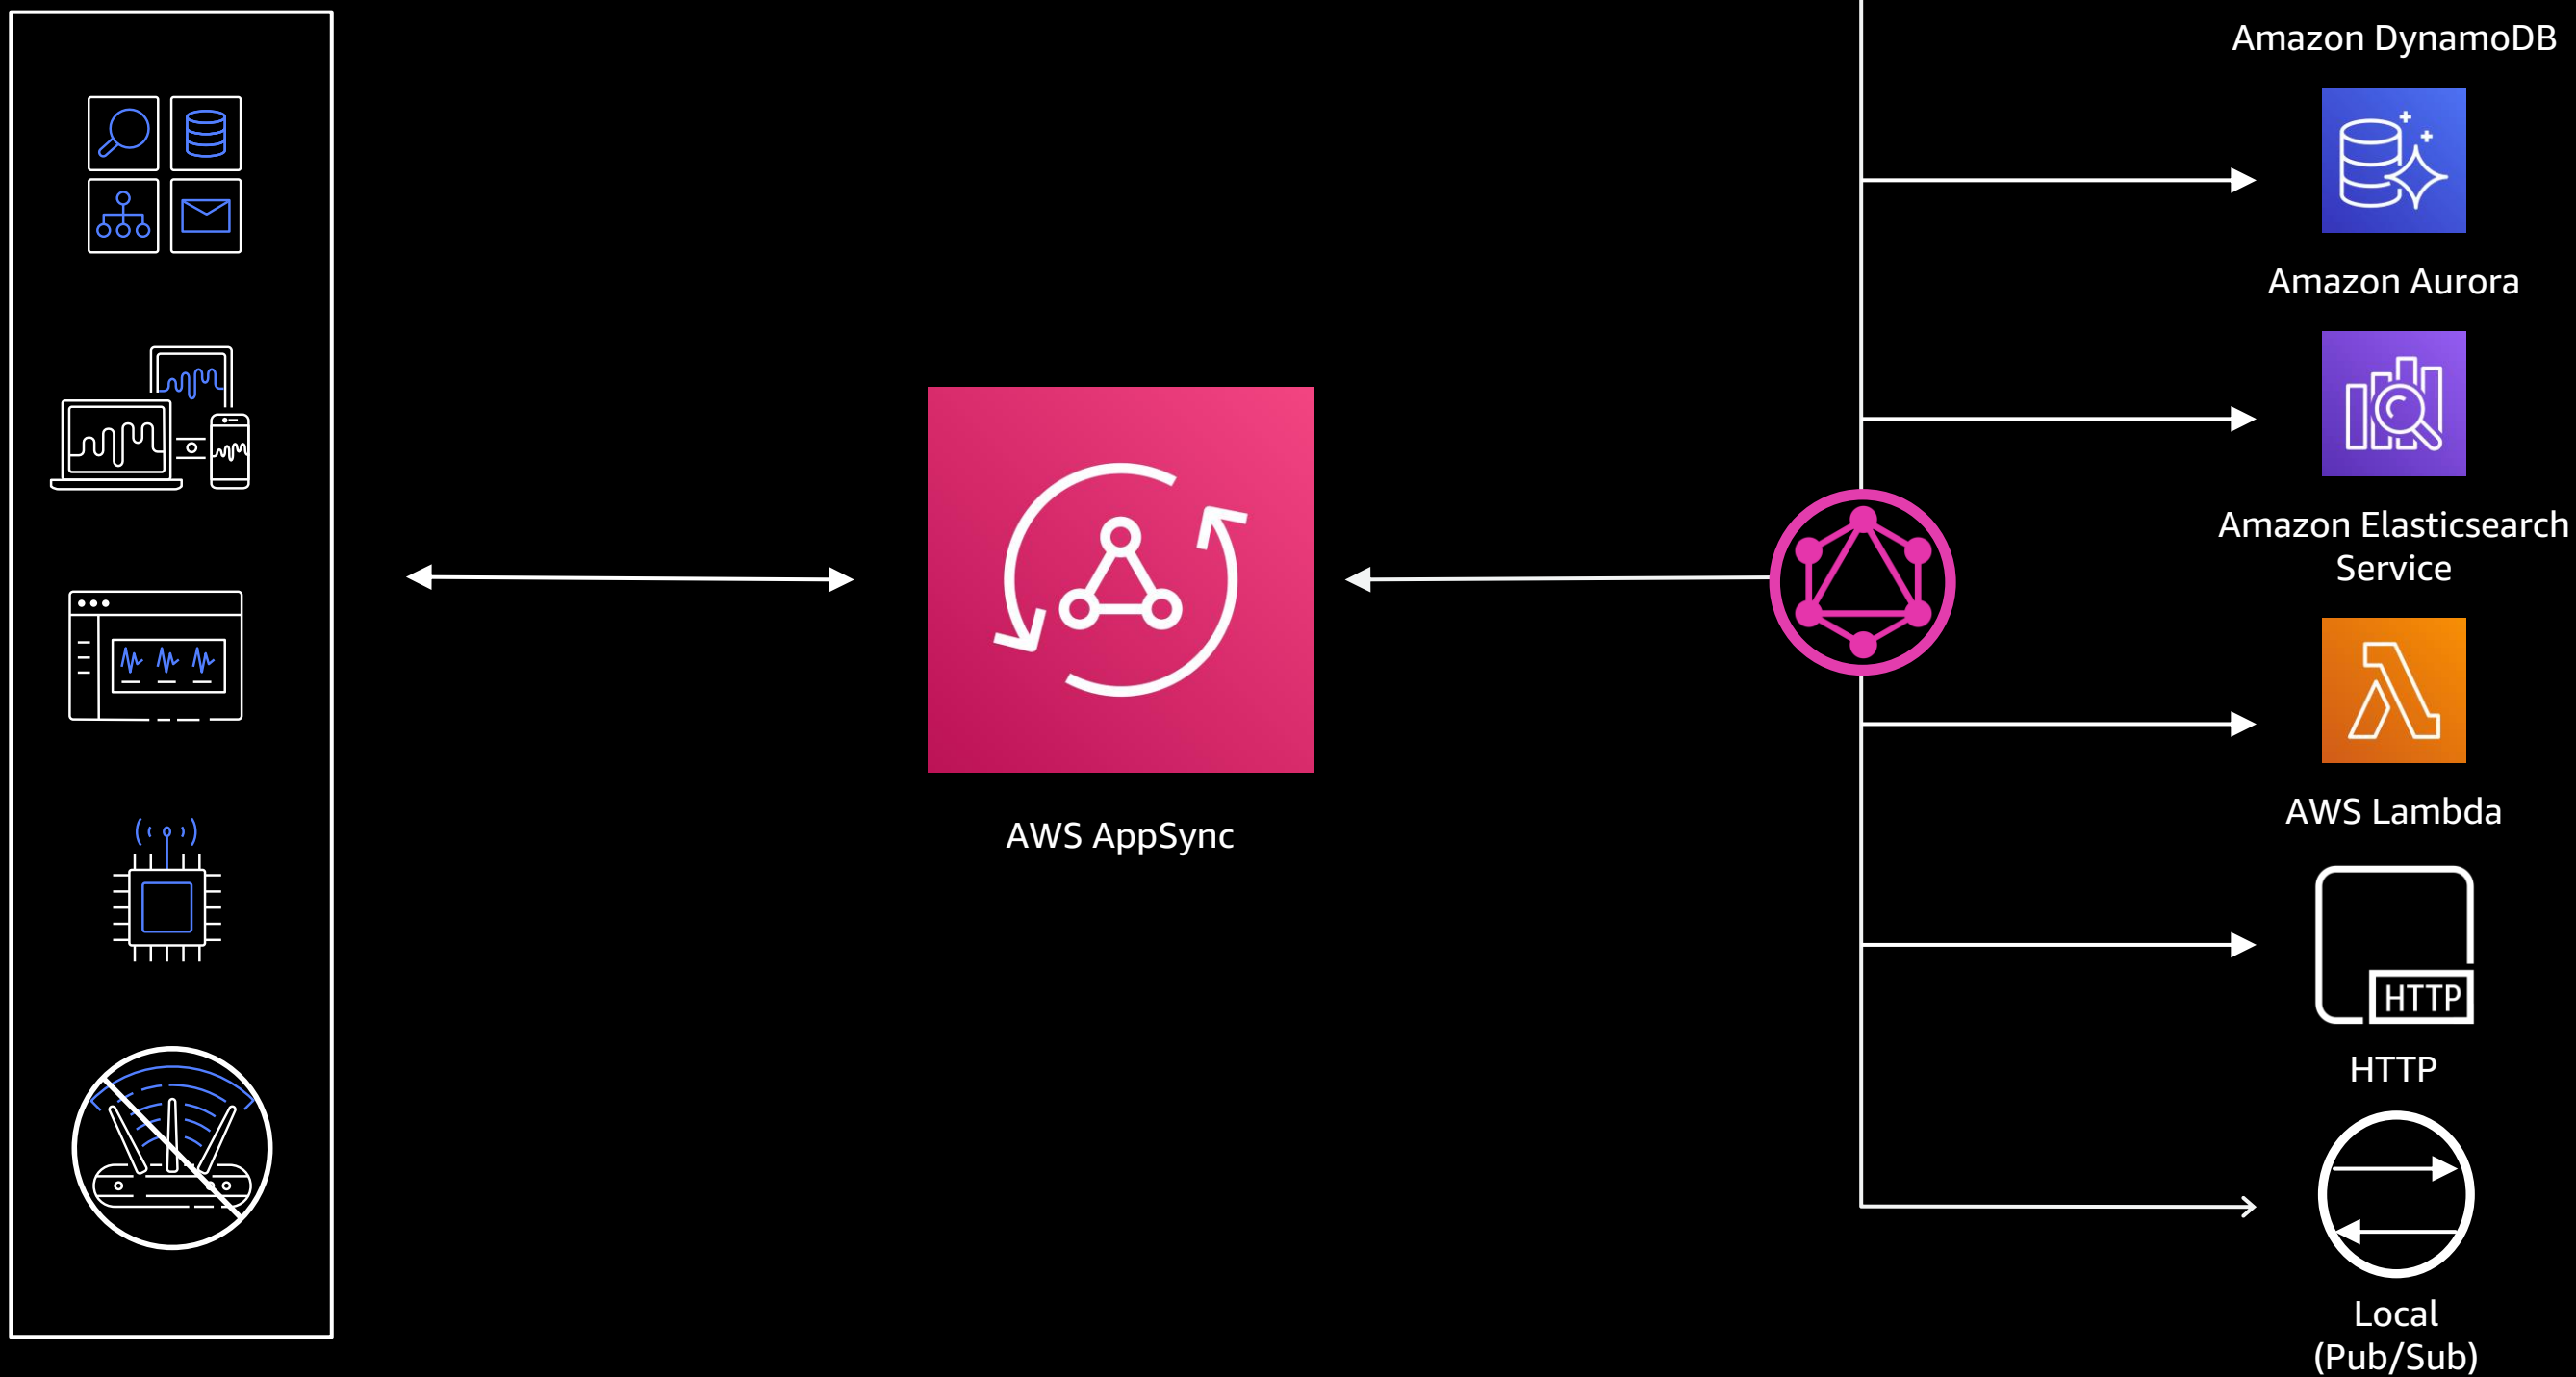 Amazon DynamoDB
Amazon Aurora
Amazon Elasticsearch
Service
AWS AppSync
AWS Lambda
HTTP
HTTP
Local
(Pub/Sub)